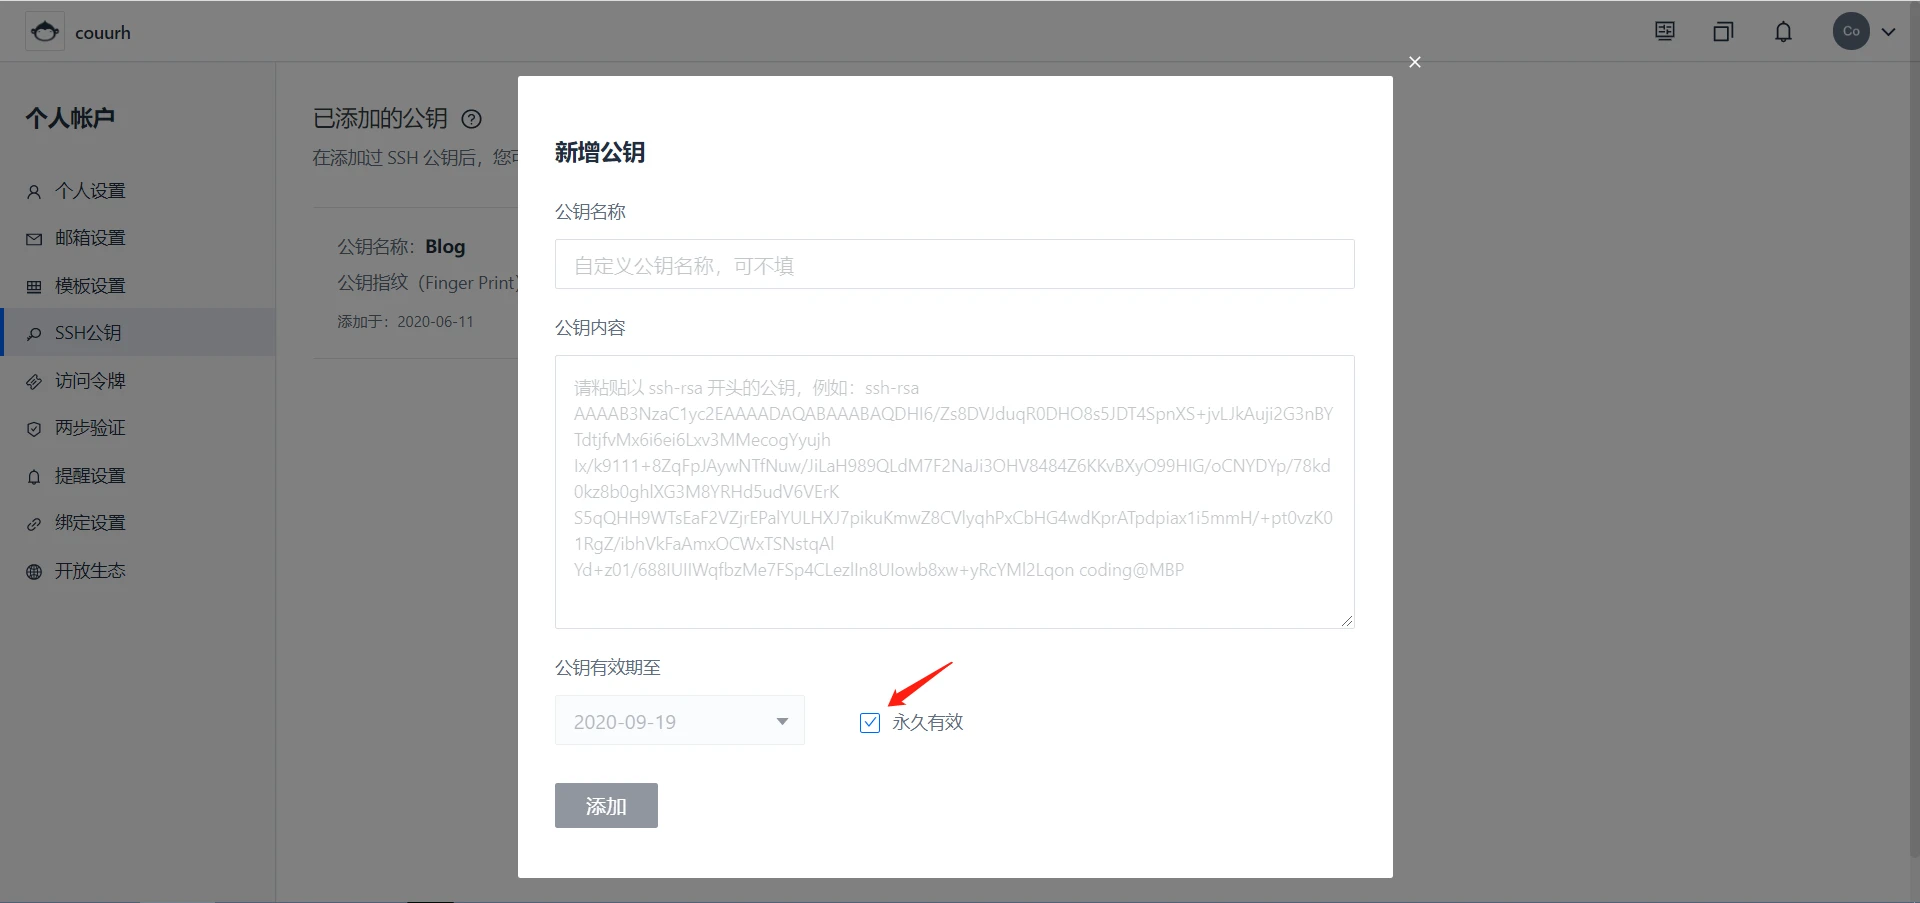 couurh
Co
个人帐户
个人设置
邮箱设置
模板设置
SSH公钥
访问令牌
两步验证
提醒设置
绑定设置
开放生态
已添加的公钥
在添加过 SSH 公钥后，您可
公钥名称：Blog
公钥指纹（Finger Print）
添加于：2020-06-11
新增公钥
公钥名称
自定义公钥名称，可不填
公钥内容
请粘贴以 ssh-rsa 开头的公钥，例如：ssh-rsa
AAAAB3NzaC1yc2EAAAADAQABAAABAQDHI6/Zs8DVJduqR0DHO8s5JDT4SpnXS+jvLJkAuji2G3nBY
TdtjfvMx6i6ei6Lxv3MMecogYyujh
Ix/k9111+8ZqFpJAywNTfNuw/JiLaH989QLdM7F2NaJi3OHV8484Z6KKvBXyO99HIG/oCNYDYp/78kd
0kz8b0ghlXG3M8YRHd5udV6VErK
S5qQHH9WTsEaF2VZjrEPalYULHXJ7pikuKmwZ8CVlyqhPxCbHG4wdKprATpdpiax1i5mmH/+pt0vzK0
1RgZ/ibhVkFaAmxOCWxTSNstqAl
Yd+z01/688IUIIWqfbzMe7FSp4CLezlIn8UIowb8xw+yRcYMl2Lqon coding@MBP
公钥有效期至
2020-09-19
永久有效
添加